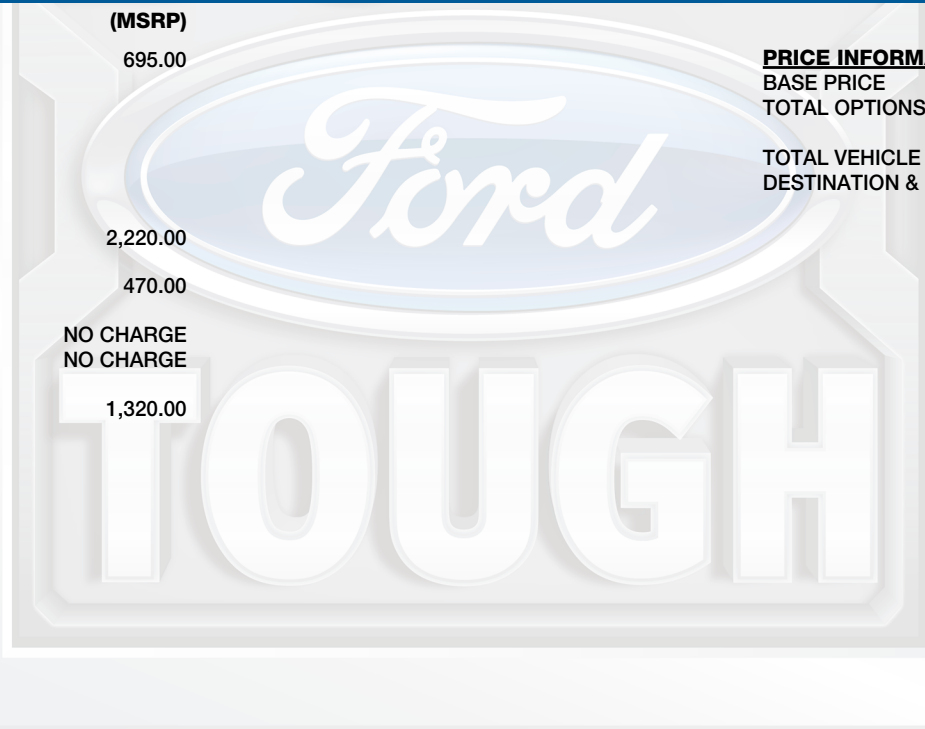 (MSRP)
695.00
2,220.00
470.00
NO CHARGE
NO CHARGE
1,320.00
PRICE INFORM
BASE PRICE
TOTAL OPTIONS
TOTAL VEHICLE
DESTINATION &
Ford
TOUGH